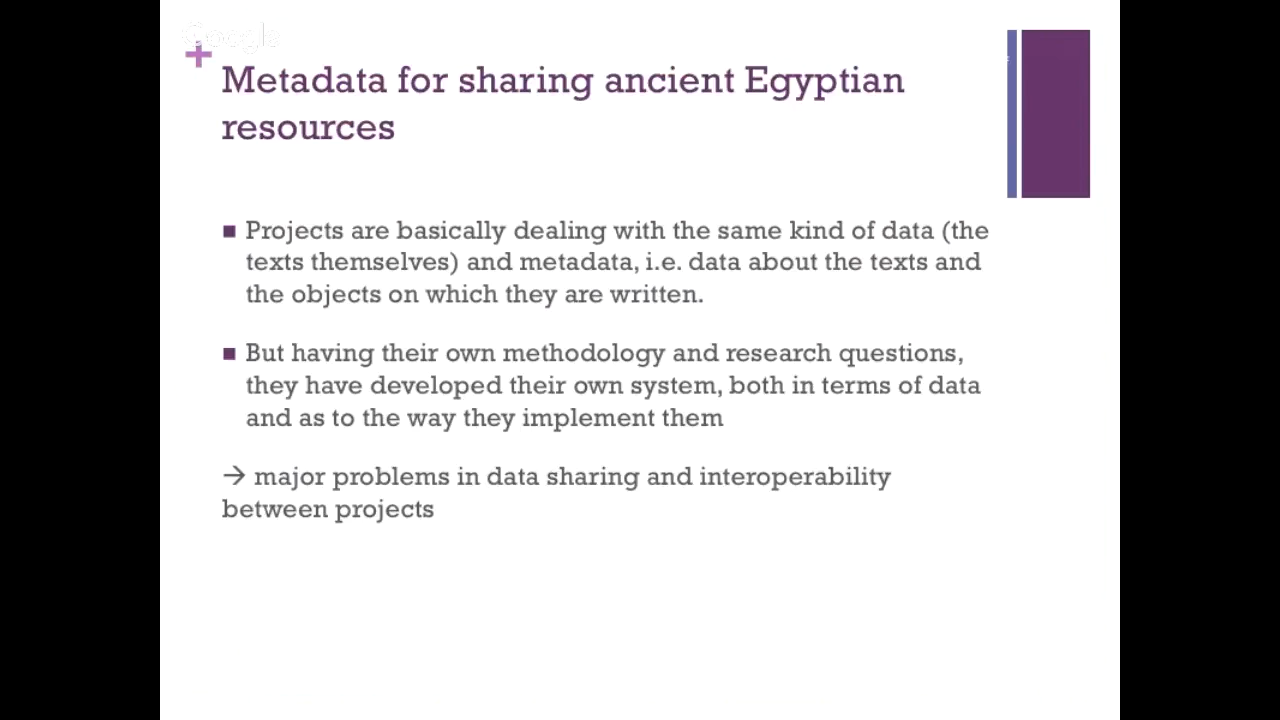 Google
+
Metadata for sharing ancient Egyptian
resources
■ Projects are basically dealing with the same kind of data (the
texts themselves) and metadata, i.e. data about the texts and
the objects on which they are written.
■ But having their own methodology and research questions,
they have developed their own system, both in terms of data
and as to the way they implement them
→ major problems in data sharing and interoperability
between projects